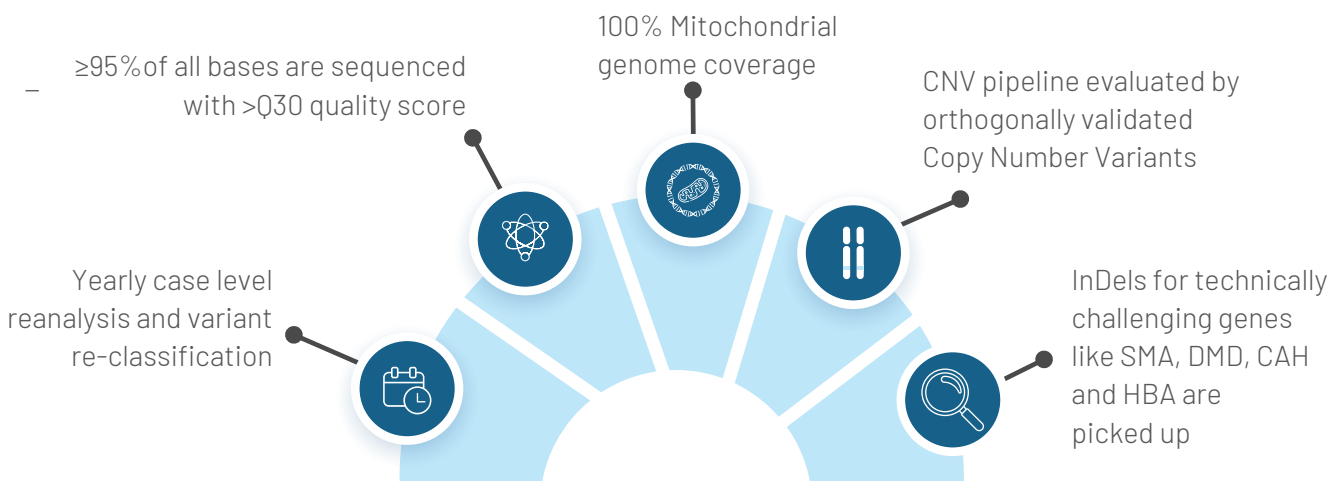 100% Mitochondrial
genome coverage
≥95%of all bases are sequenced
with >Q30 quality score
_
CNV pipeline evaluated by
orthogonally validated
Copy Number Variants
Yearly case level
reanalysis and variant
re-classification
InDels for technically
challenging genes
like SMA, DMD, CAH
and HBA are
picked up